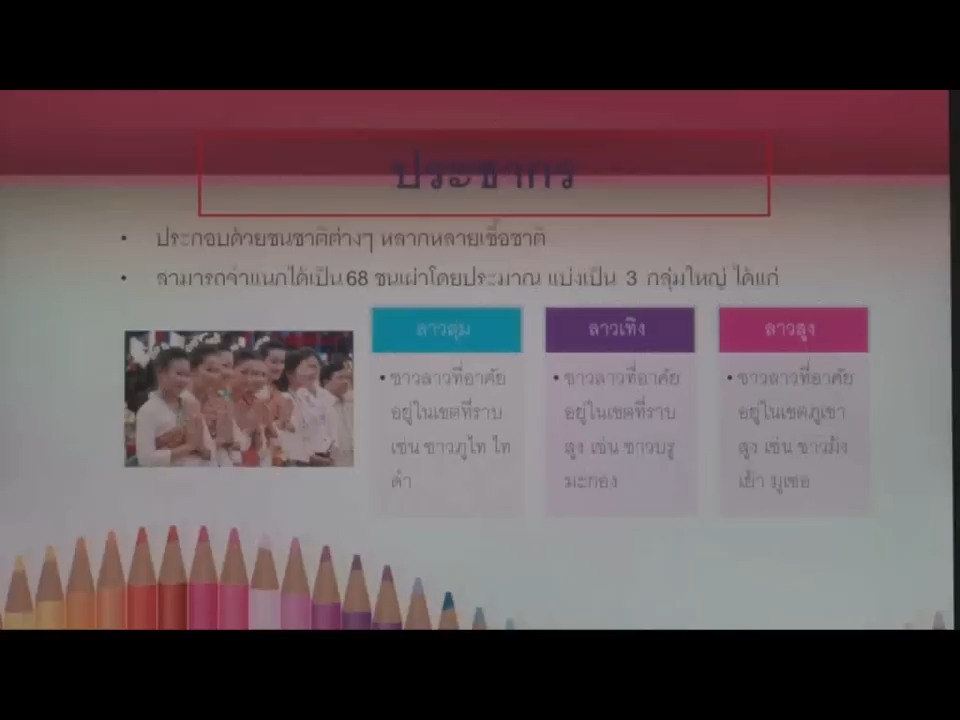 ประชากร
• ประกอบด้วยชนชาติต่างๆ หลากหลายเชื้อชาติ
• สามารถจำแนกได้เป็น 68 ชนเผ่าโดยประมาณ แบ่งเป็น 3 กลุ่มใหญ่ ได้แก่
ลาวลุ่ม
• ชาวลาวที่อาศัย
อยู่ในเขตที่ราบ
เช่น ชาวภูไท ไท
ดำ
ลาวเทิง
• ชาวลาวที่อาศัย
อยู่ในเขตที่ราบ
สูง เช่น ชาวบรู
มะกอง
ลาวสูง
• ชาวลาวที่อาศัย
อยู่ในเขตภูเขา
สูง เช่น ชาวม้ง
เย้า มูเซอ